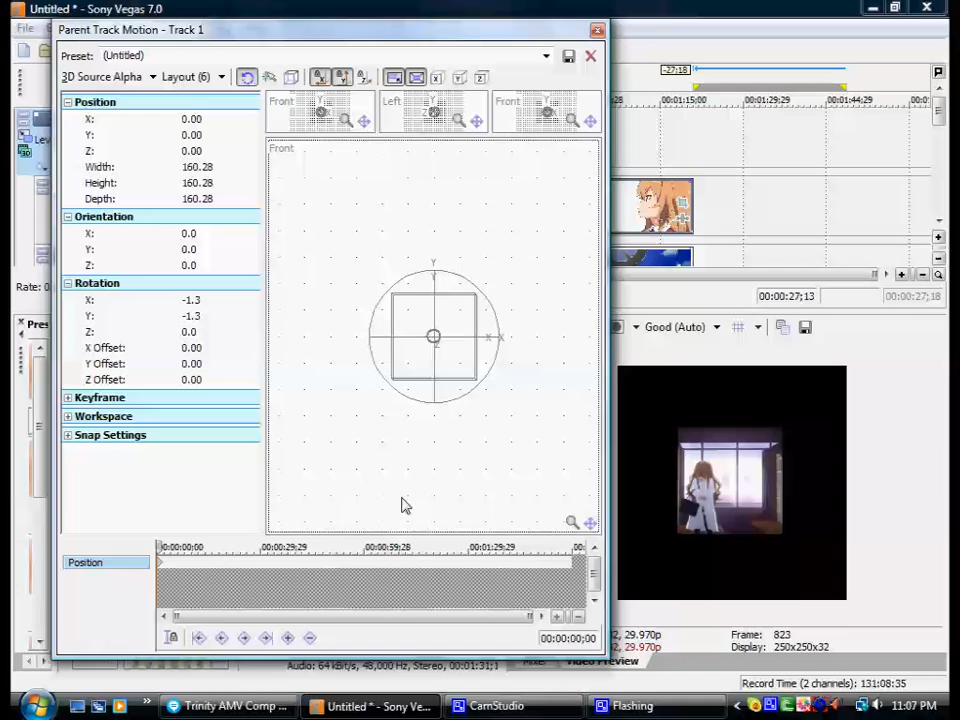 Untitled * - Sony Vegas 7.0
File
Parent Track Motion - Track 1
Preset: (Untitled)
3D Source Alpha
Layout (6)
Position
X: 0.00
Y: 0.00
Z: 0.00
Width: 160.28
Height: 160.28
Depth: 160.28
Orientation
X: 0.0
Y: 0.0
Z: 0.0
Rotation
X: -1.3
Y: -1.3
Z: 0.0
X Offset: 0.00
Y Offset: 0.00
Z Offset: 0.00
Keyframe
Workspace
Snap Settings
Front
Left
Front
Front
Y
Y
X X
Z
Position
00:00:00:00
00:00:29;29
00:00:59;28
00:01:29;29
00:
00:00:00;00
-27:18
00:01:15:00
00:01:29:29
00:01:44:29
Lev
Rate: 0
Pres
00:00:27;13
00:00:27;18
Good (Auto)
29.970p
29.970p
Frame: 823
Display: 250x250x32
Audio: 64 kBit/s, 48,000 Hz, Stereo, 00:01:31;1
Mixer
Video Preview
Record Time (2 channels): 131:08:35
Trinity AMV Comp ...
Untitled * - Sony Ve...
CamStudio
Flashing
11:07 PM